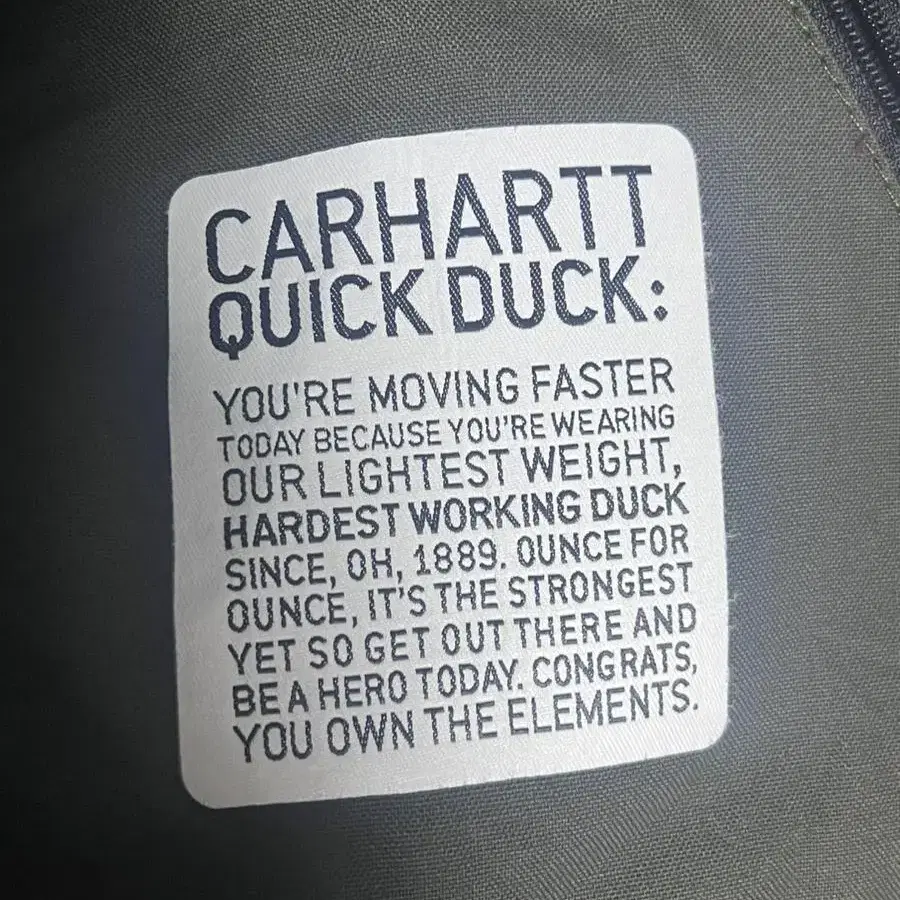 CARHARTT
QUICK DUCK:
YOU'RE MOVING FASTER
TODAY BECAUSE YOU'RE WEARING
OUR LIGHTEST WEIGHT,
HARDEST WORKING DUCK
SINCE, OH, 1889. OUNCE FOR
OUNCE, IT'S THE STRONGEST
YET SO GET OUT THERE AND
BE A HERO TODAY. CONGRATS,
YOU OWN THE ELEMENTS.